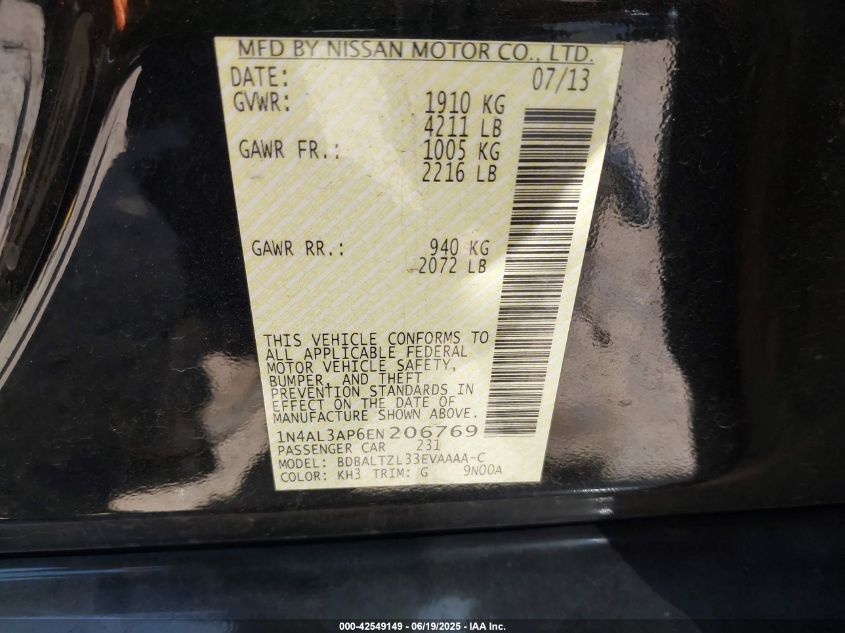 MFD BY NISSAN MOTOR CO., LTD.
DATE: 07/13
GVWR: 1910 KG
4211 LB
GAWR FR.: 1005 KG
2216 LB
GAWR RR.: 940 KG
2072 LB
THIS VEHICLE CONFORMS TO
ALL APPLICABLE FEDERAL
MOTOR VEHICLE SAFETY,
BUMPER, AND THEFT
PREVENTION STANDARDS IN
EFFECT ON THE DATE OF
MANUFACTURE SHOWN ABOVE.
1N4AL3AP6EN206769
PASSENGER CAR 231
MODEL: BDBALTZL33EVAAAA-C
COLOR: KH3 TRIM: G 9N00A
000-42549149 - 06/19/2025 - IAA Inc.